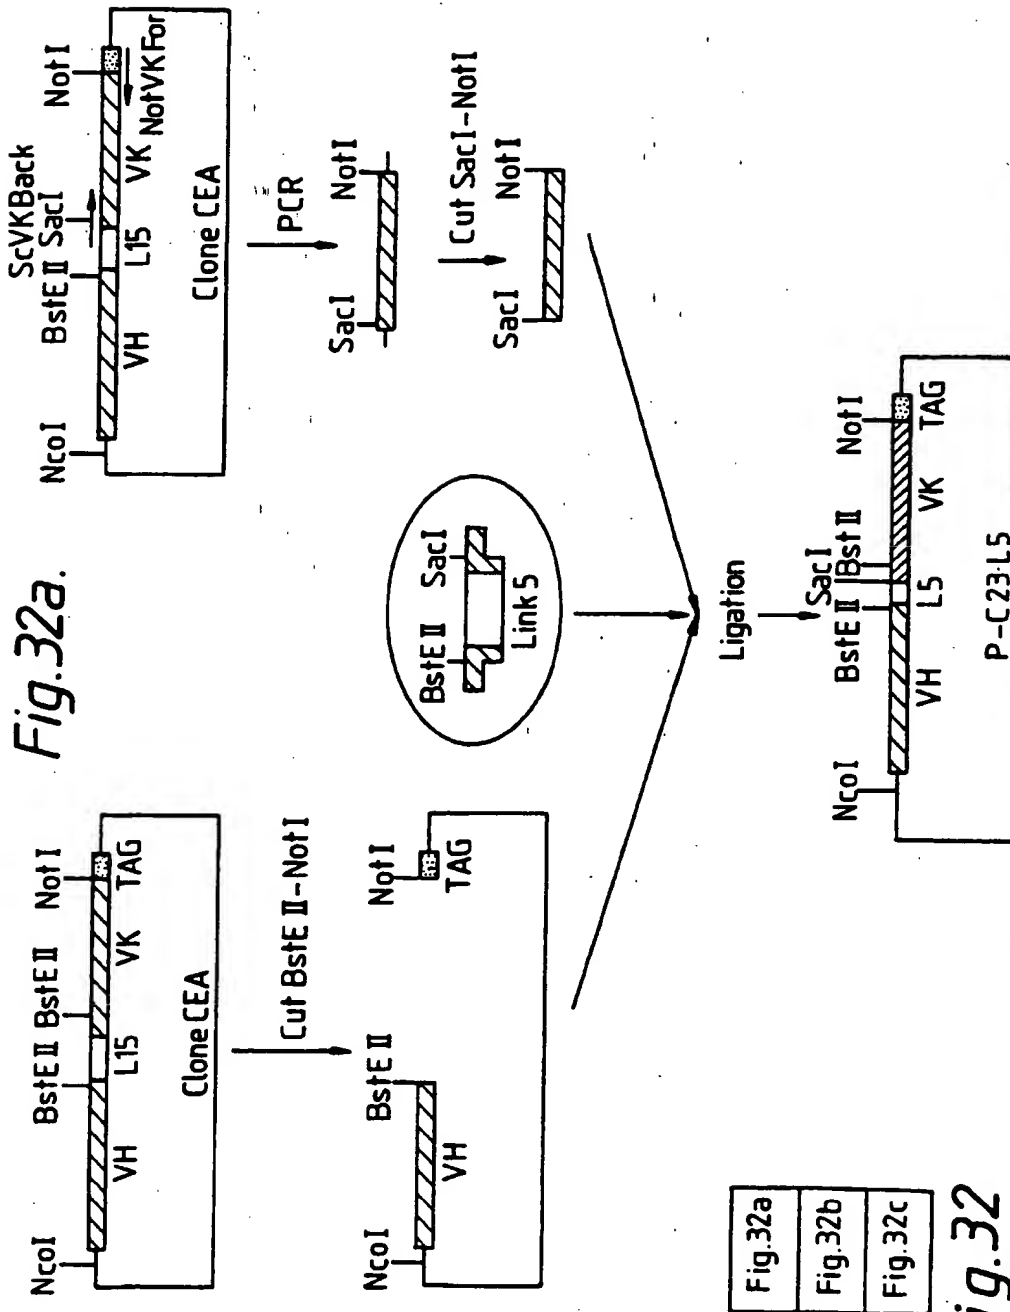 Fig.32a.
NcoI
BstE II
BstE II
NotI
VH
L15
VK
TAG
Clone CEA
Cut BstE II-NotI
NcoI
BstE II
NotI
VH
TAG
ScVKBack
NcoI
BstE II
SacI
NotI
VH
L15
VK
NotVKFor
Clone CEA
PCR
SacI
NotI
Cut SacI-NotI
SacI
NotI
BstE II
SacI
Link 5
Ligation
NcoI
BstE II
SacI
Bst II
NotI
VH
L5
VK
TAG
P-C23·L5
Fig.32a
Fig.32b
Fig.32c
ig.32